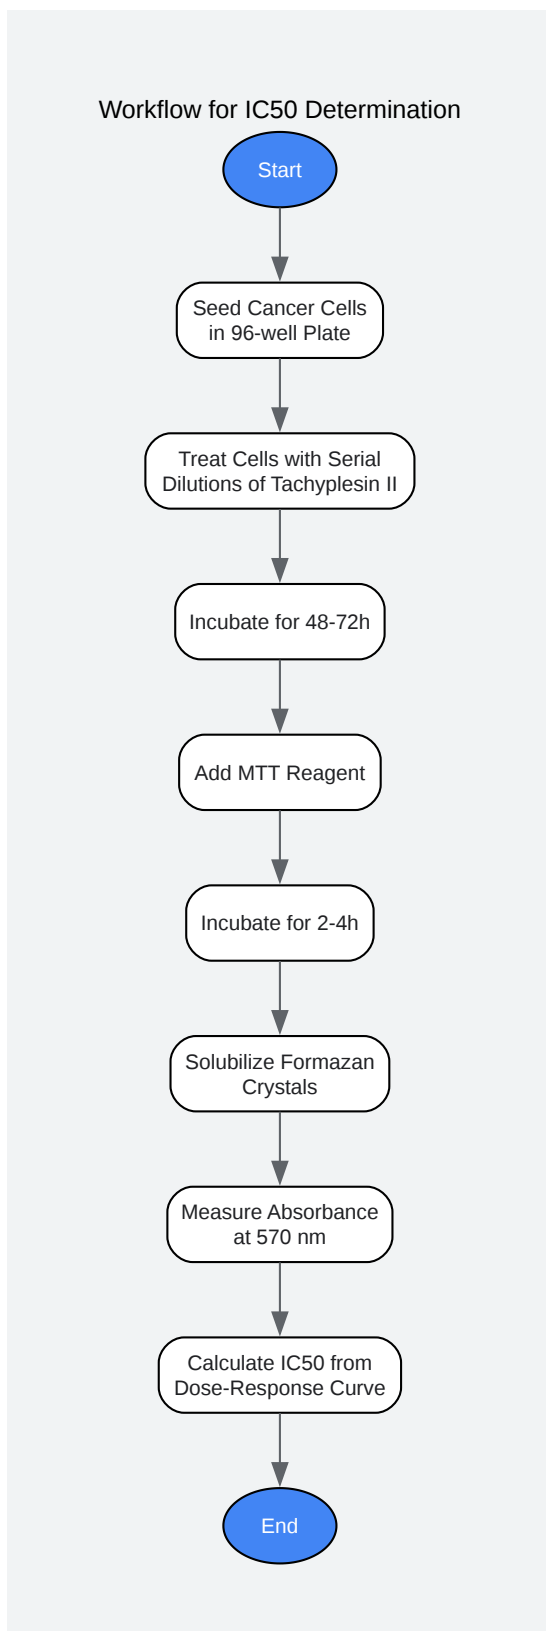 Workflow for IC50 Determination
Start
Seed Cancer Cells
in 96-well Plate
Treat Cells with Serial
Dilutions of Tachyplesin II
Incubate for 48-72h
Add MTT Reagent
Incubate for 2-4h
Solubilize Formazan
Crystals
Measure Absorbance
at 570 nm
Calculate IC50 from
Dose-Response Curve
End